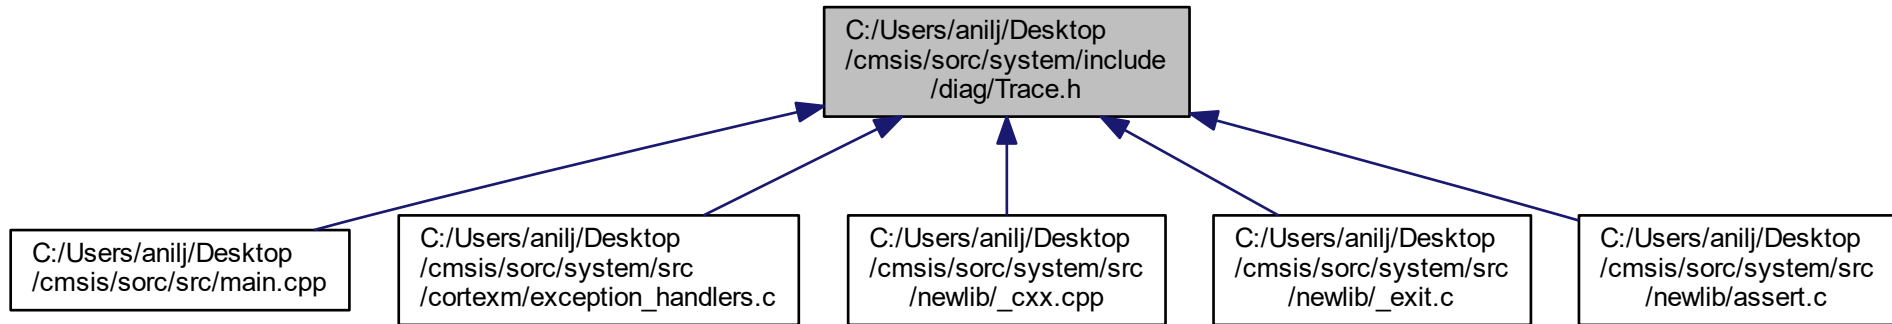 C:/Users/anilj/Desktop
/cmsis/sorc/system/include
/diag/Trace.h
C:/Users/anilj/Desktop
/cmsis/sorc/src/main.cpp
C:/Users/anilj/Desktop
/cmsis/sorc/system/src
/cortexm/exception_handlers.c
C:/Users/anilj/Desktop
/cmsis/sorc/system/src
/newlib/_cxx.cpp
C:/Users/anilj/Desktop
/cmsis/sorc/system/src
/newlib/_exit.c
C:/Users/anilj/Desktop
/cmsis/sorc/system/src
/newlib/assert.c